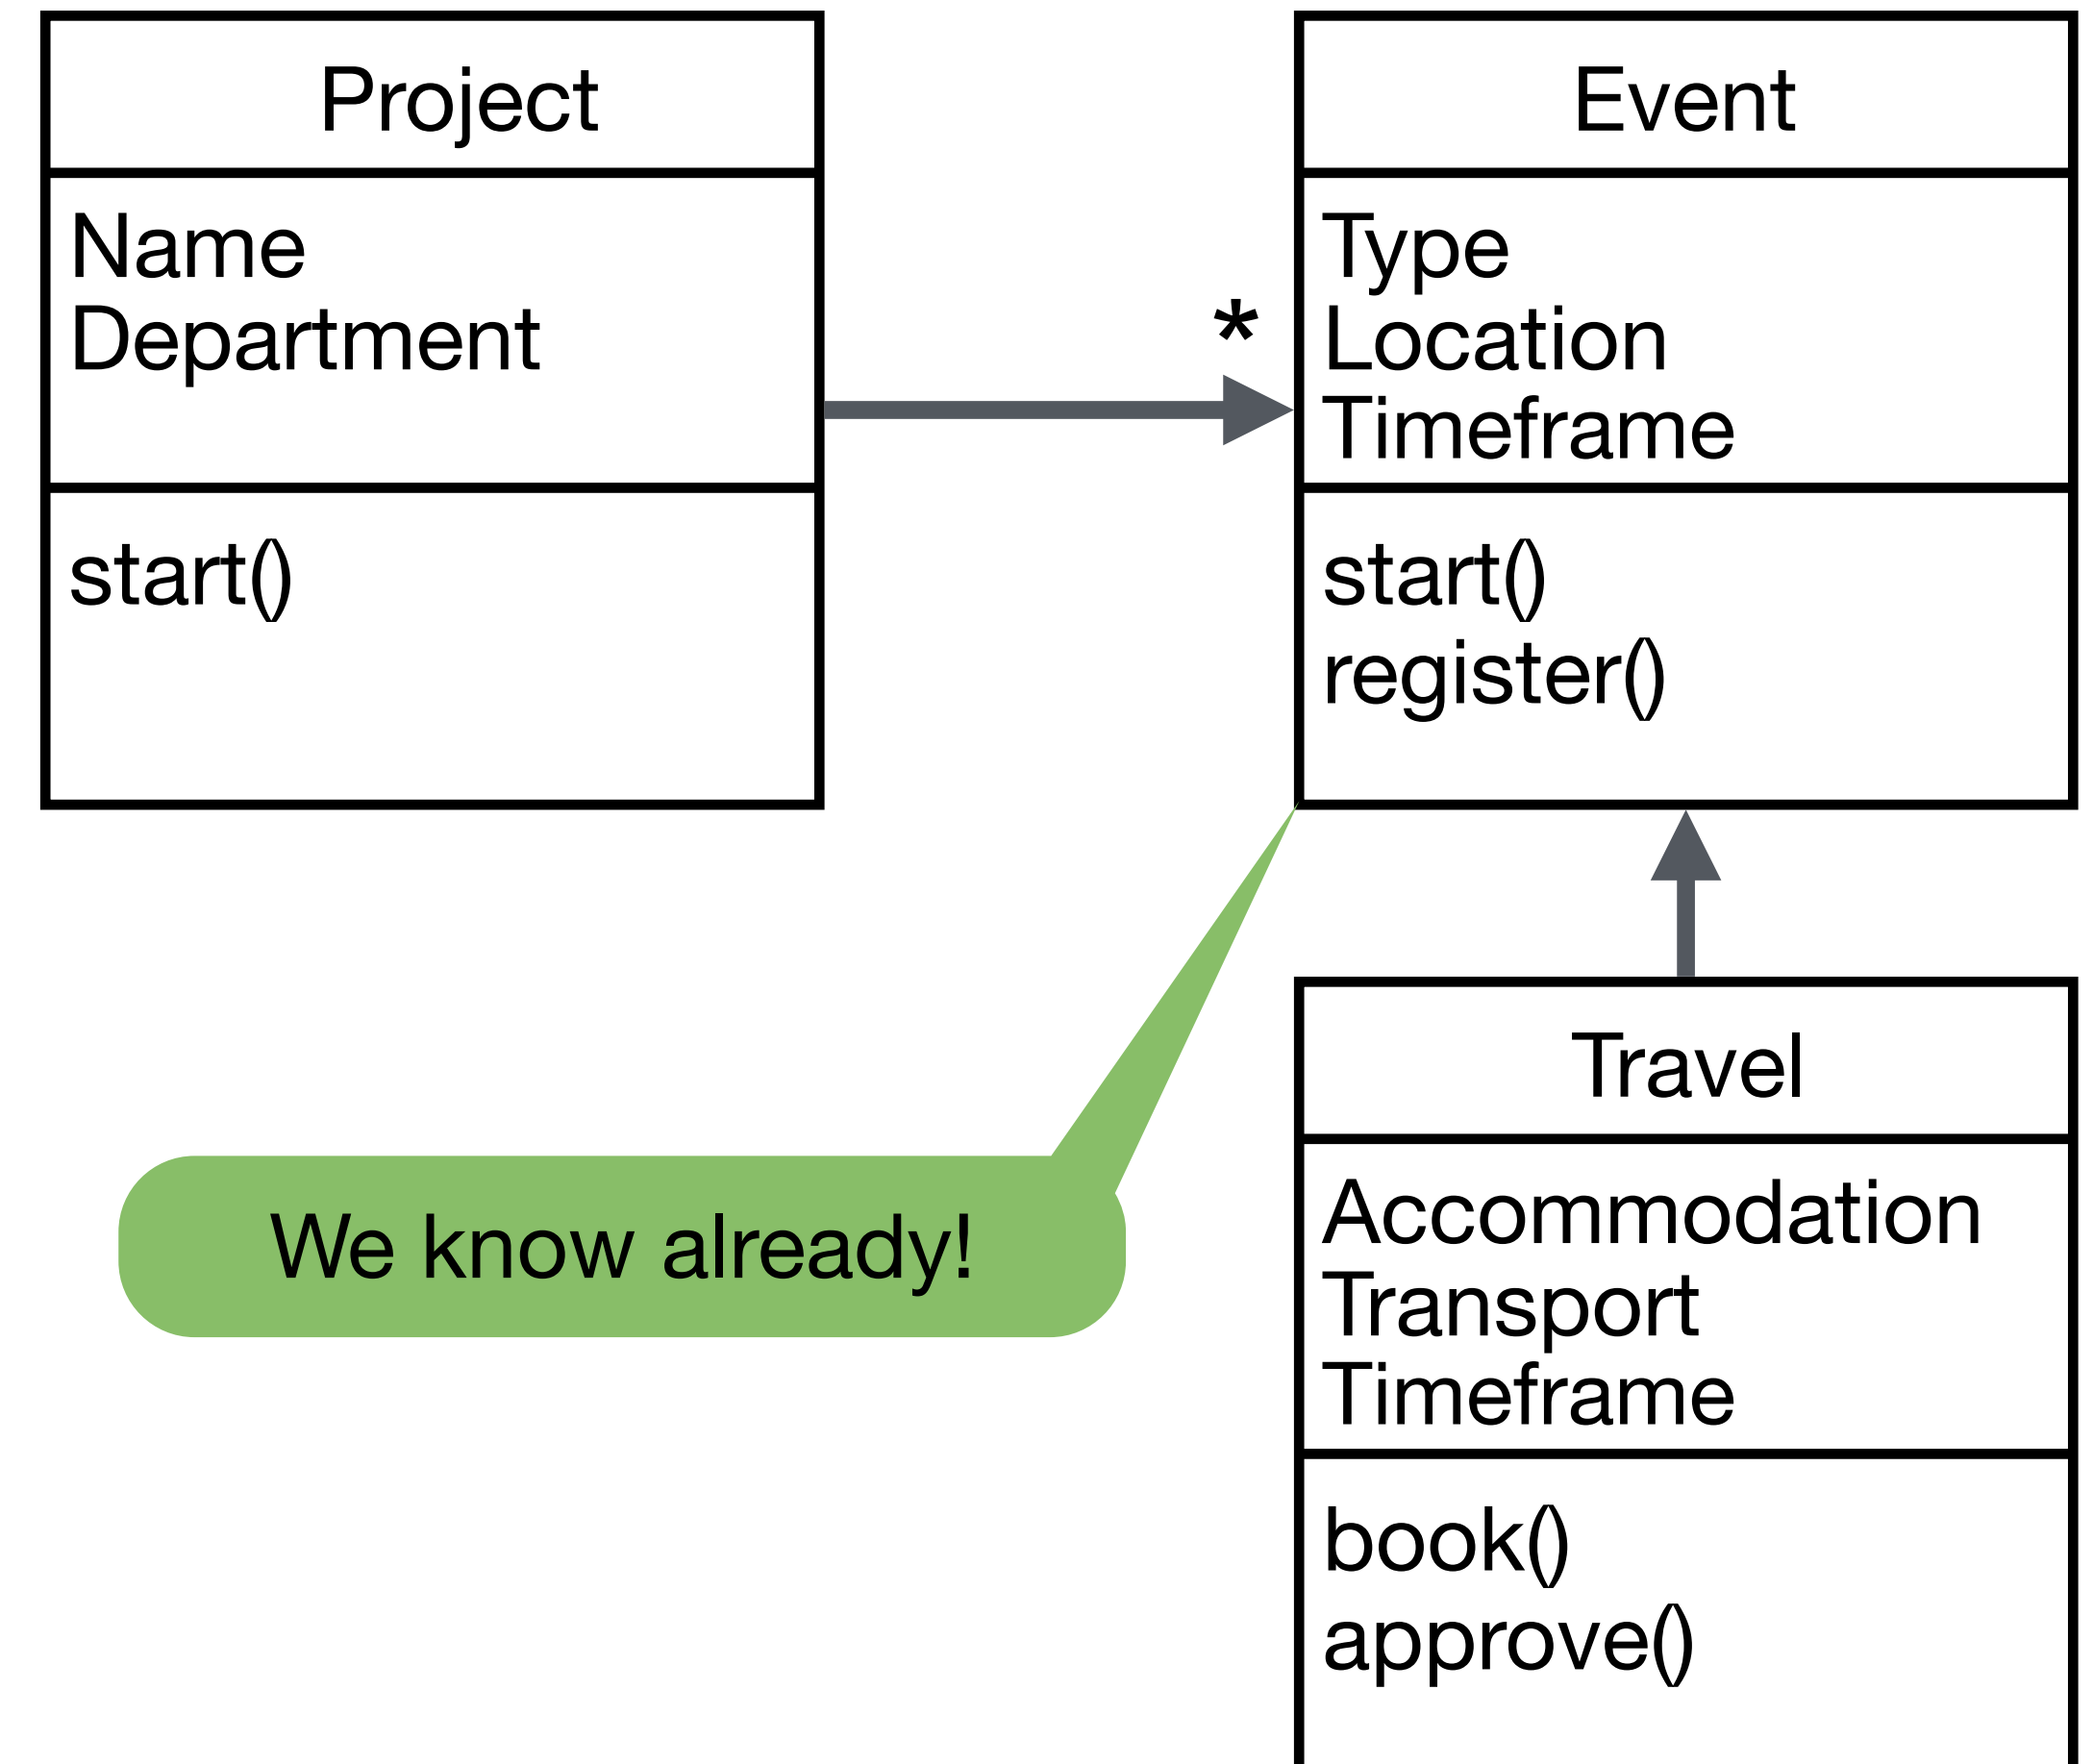 Project
Name
Department
start()
*
Event
Type
Location
Timeframe
start()
register()
We know already!
Travel
Accommodation
Transport
Timeframe
book()
approve()